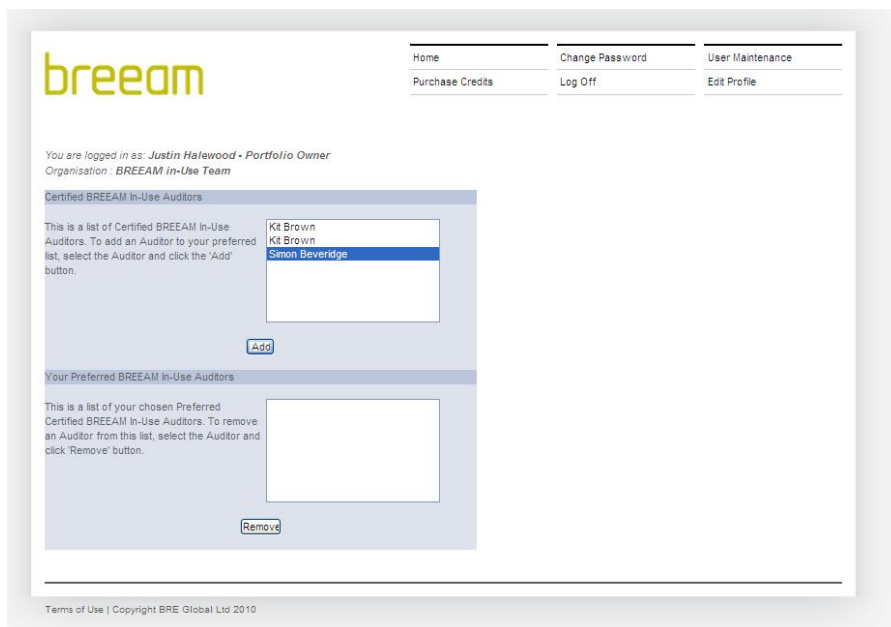 breeam
Home
Change Password
User Maintenance
Purchase Credits
Log Off
Edit Profile
You are logged in as: Justin Halewood - Portfolio Owner
Organisation : BREEAM in-Use Team
Certified BREEAM In-Use Auditors
This is a list of Certified BREEAM In-Use
Auditors. To add an Auditor to your preferred
list, select the Auditor and click the 'Add'
button.
Kit Brown
Kit Brown
Simon Beveridge
Add
Your Preferred BREEAM In-Use Auditors
This is a list of your chosen Preferred
Certified BREEAM In-Use Auditors. To remove
an Auditor from this list, select the Auditor and
click 'Remove' button.
Remove
Terms of Use | Copyright BRE Global Ltd 2010